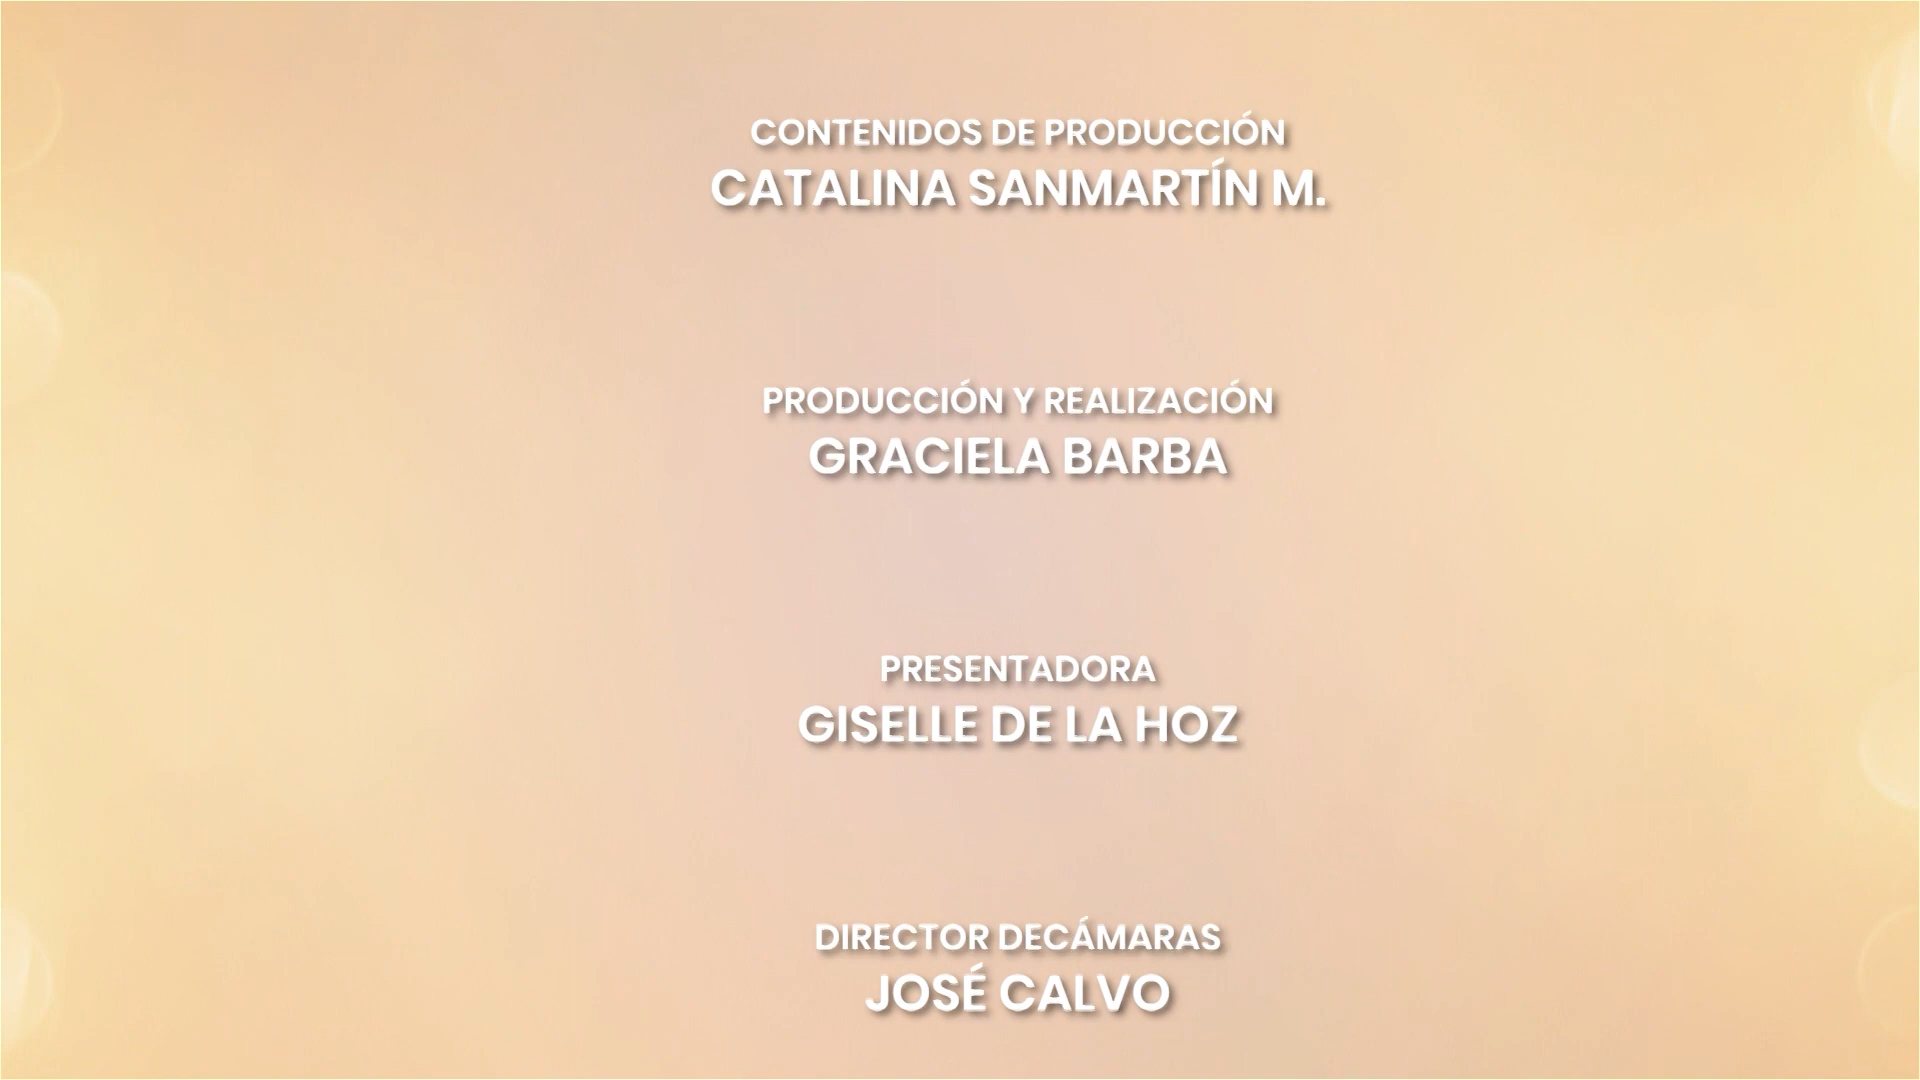 CONTENIDOS DE PRODUCCIÓN
CATALINA SANMARTÍN M.
PRODUCCIÓN Y REALIZACIÓN
GRACIELA BARBA
PRESENTADORA
GISELLE DE LA HOZ
DIRECTOR DECÁMARAS
JOSÉ CALVO